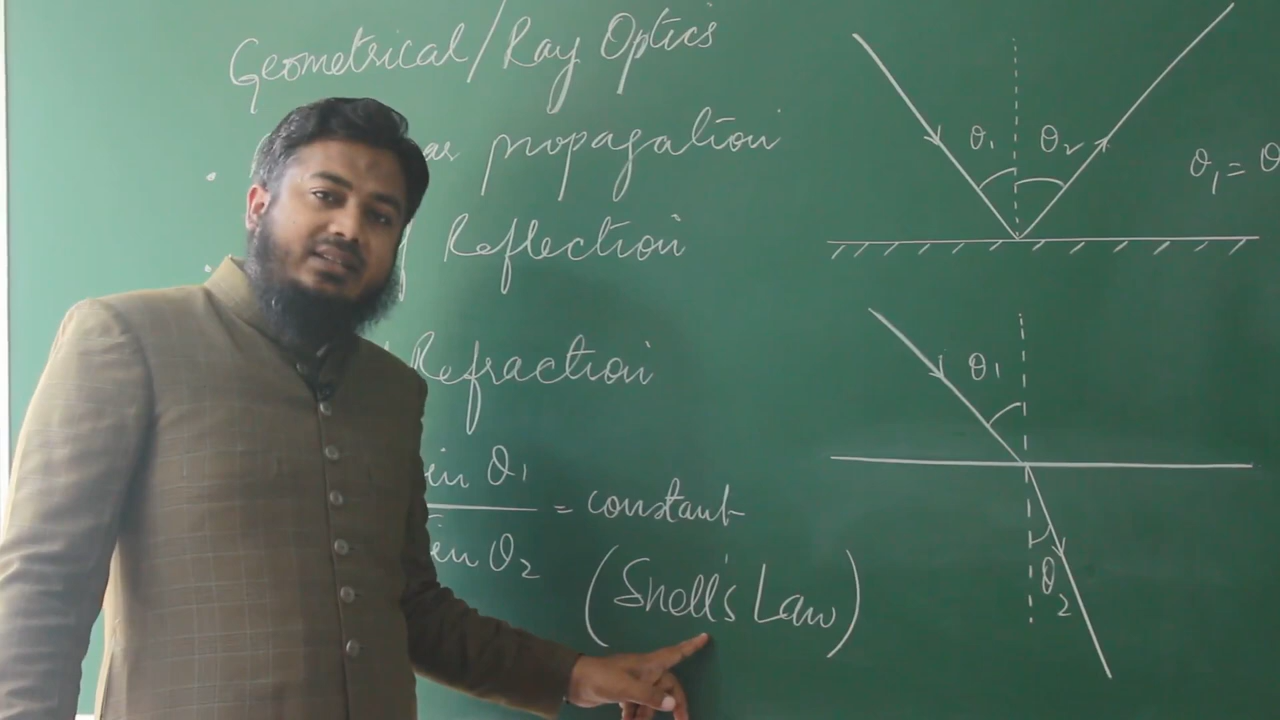 Geometrical/Ray Optics
propagation
Reflection
Refraction
θ1
= constant
θ2
(Snell's Law)
θ1 θ2
θ1 =
θ1
θ2